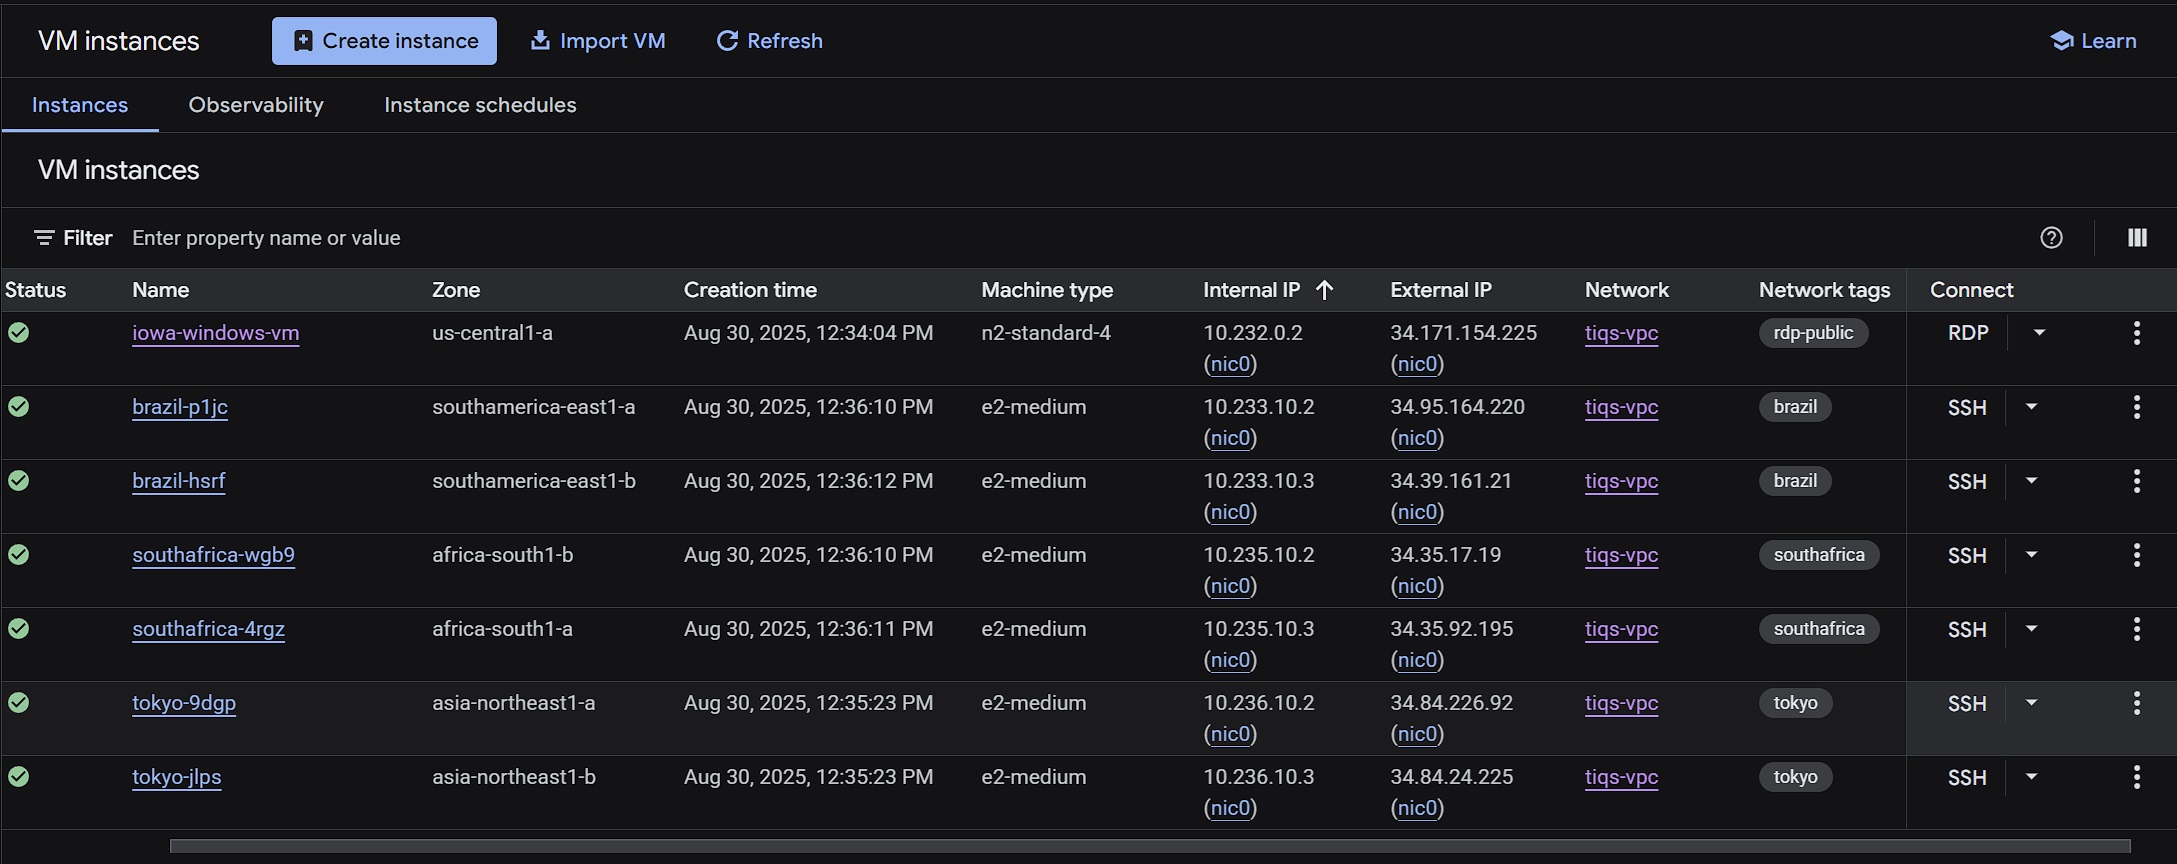 VM instances Create instance Import VM Refresh Learn
Instances Observability Instance schedules
VM instances
Filter Enter property name or value
Status Name Zone Creation time Machine type Internal IP External IP Network Network tags Connect
iowa-windows-vm us-central1-a Aug 30, 2025, 12:34:04 PM n2-standard-4 10.232.0.2 34.171.154.225 tiqs-vpc rdp-public RDP
(nic0) (nic0)
brazil-p1jc southamerica-east1-a Aug 30, 2025, 12:36:10 PM e2-medium 10.233.10.2 34.95.164.220 tiqs-vpc brazil SSH
(nic0) (nic0)
brazil-hsrf southamerica-east1-b Aug 30, 2025, 12:36:12 PM e2-medium 10.233.10.3 34.39.161.21 tiqs-vpc brazil SSH
(nic0) (nic0)
southafrica-wgb9 africa-south1-b Aug 30, 2025, 12:36:10 PM e2-medium 10.235.10.2 34.35.17.19 tiqs-vpc southafrica SSH
(nic0) (nic0)
southafrica-4rgz africa-south1-a Aug 30, 2025, 12:36:11 PM e2-medium 10.235.10.3 34.35.92.195 tiqs-vpc southafrica SSH
(nic0) (nic0)
tokyo-9dgp asia-northeast1-a Aug 30, 2025, 12:35:23 PM e2-medium 10.236.10.2 34.84.226.92 tiqs-vpc tokyo SSH
(nic0) (nic0)
tokyo-jlps asia-northeast1-b Aug 30, 2025, 12:35:23 PM e2-medium 10.236.10.3 34.84.24.225 tiqs-vpc tokyo SSH
(nic0) (nic0)